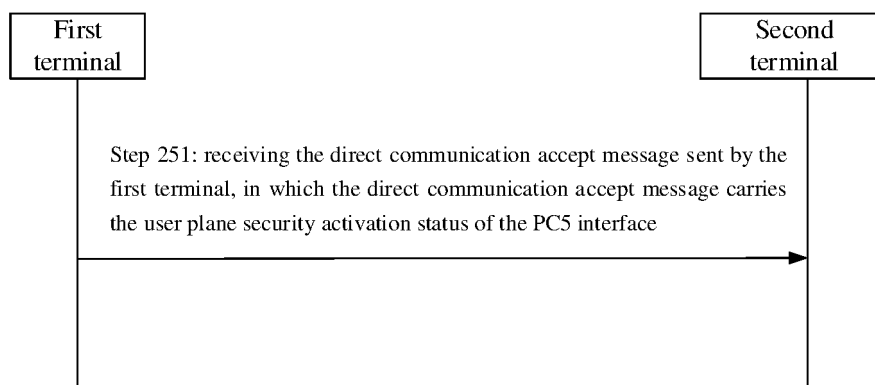 First
terminal
Second
terminal
Step 251: receiving the direct communication accept message sent by the
first terminal, in which the direct communication accept message carries
the user plane security activation status of the PC5 interface